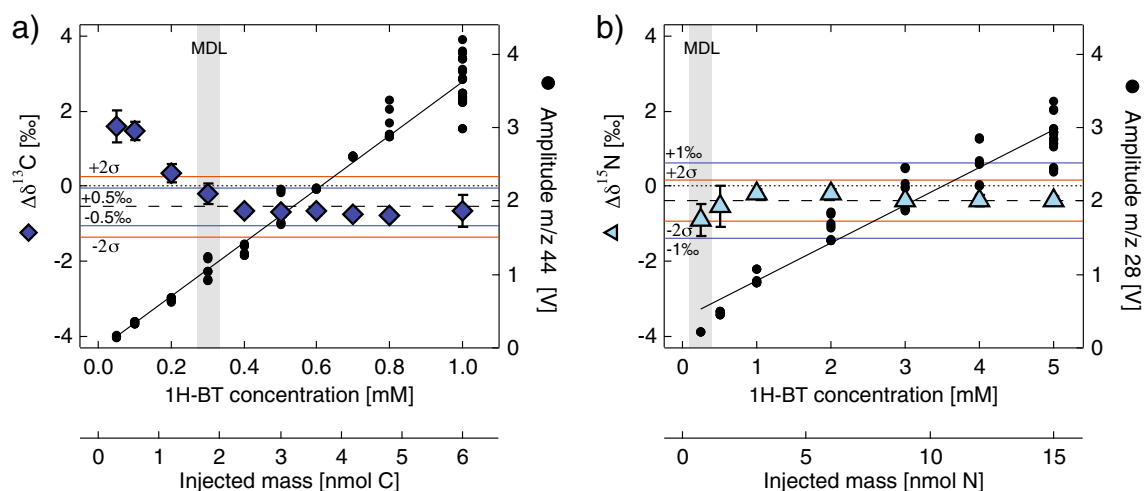 a)
MDL
4
2
0
-2
-4
Δδ¹³C [‰]
+2σ
+0.5‰
-0.5‰
-2σ
4
3
2
1
0
Amplitude m/z 44 [V]
0.0 0.2 0.4 0.6 0.8 1.0
1H-BT concentration [mM]
0 1 2 3 4 5 6
Injected mass [nmol C]
b)
MDL
4
2
0
-2
-4
Δδ¹⁵N [‰]
+1‰
+2σ
-2σ
-1‰
4
3
2
1
0
Amplitude m/z 28 [V]
0 1 2 3 4 5
1H-BT concentration [mM]
0 5 10 15
Injected mass [nmol N]